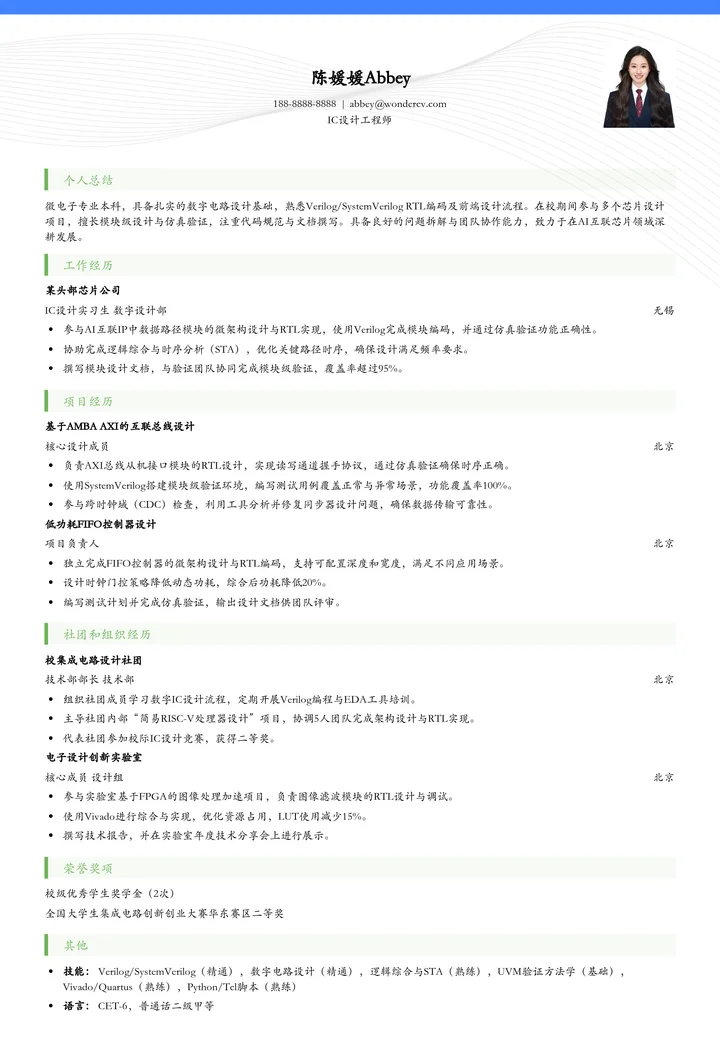 陈媛媛Abbey
188-8888-8888 | abbey@wondercv.com
IC设计工程师
个人总结
微电子专业本科，具备扎实的数字电路设计基础，熟悉Verilog/SystemVerilog RTL编码及前端设计流程。在校期间参与多个芯片设计
项目，擅长模块级设计与仿真验证，注重代码规范与文档撰写。具备良好的问题拆解与团队协作能力，致力于在AI互联芯片领域深
耕发展。
工作经历
某头部芯片公司
IC设计实习生 数字设计部 无锡
• 参与AI互联IP中数据路径模块的微架构设计与RTL实现，使用Verilog完成模块编码，并通过仿真验证功能正确性。
• 协助完成逻辑综合与时序分析（STA），优化关键路径时序，确保设计满足频率要求。
• 撰写模块设计文档，与验证团队协同完成模块级验证，覆盖率超过95%。
项目经历
基于AMBA AXI的互联总线设计
核心设计成员 北京
• 负责AXI总线从机接口模块的RTL设计，实现读写通道握手协议，通过仿真验证确保时序正确。
• 使用SystemVerilog搭建模块级验证环境，编写测试用例覆盖正常与异常场景，功能覆盖率100%。
• 参与跨时钟域（CDC）检查，利用工具分析并修复同步器设计问题，确保数据传输可靠性。
低功耗FIFO控制器设计
项目负责人 北京
• 独立完成FIFO控制器的微架构设计与RTL编码，支持可配置深度和宽度，满足不同应用场景。
• 设计时钟门控策略降低动态功耗，综合后功耗降低20%。
• 编写测试计划并完成仿真验证，输出设计文档供团队评审。
社团和组织经历
校集成电路设计社团
技术部部长 技术部 北京
• 组织社团成员学习数字IC设计流程，定期开展Verilog编程与EDA工具培训。
• 主导社团内部“简易RISC-V处理器设计”项目，协调5人团队完成架构设计与RTL实现。
• 代表社团参加校际IC设计竞赛，获得二等奖。
电子设计创新实验室
核心成员 设计组 北京
• 参与实验室基于FPGA的图像处理加速项目，负责图像滤波模块的RTL设计与调试。
• 使用Vivado进行综合与实现，优化资源占用，LUT使用减少15%。
• 撰写技术报告，并在实验室年度技术分享会上进行展示。
荣誉奖项
校级优秀学生奖学金（2次）
全国大学生集成电路创新创业大赛华东赛区二等奖
其他
• 技能： Verilog/SystemVerilog（精通），数字电路设计（精通），逻辑综合与STA（熟练），UVM验证方法学（基础），
Vivado/Quartus（熟练），Python/Tcl脚本（熟练）
• 语言： CET-6，普通话二级甲等